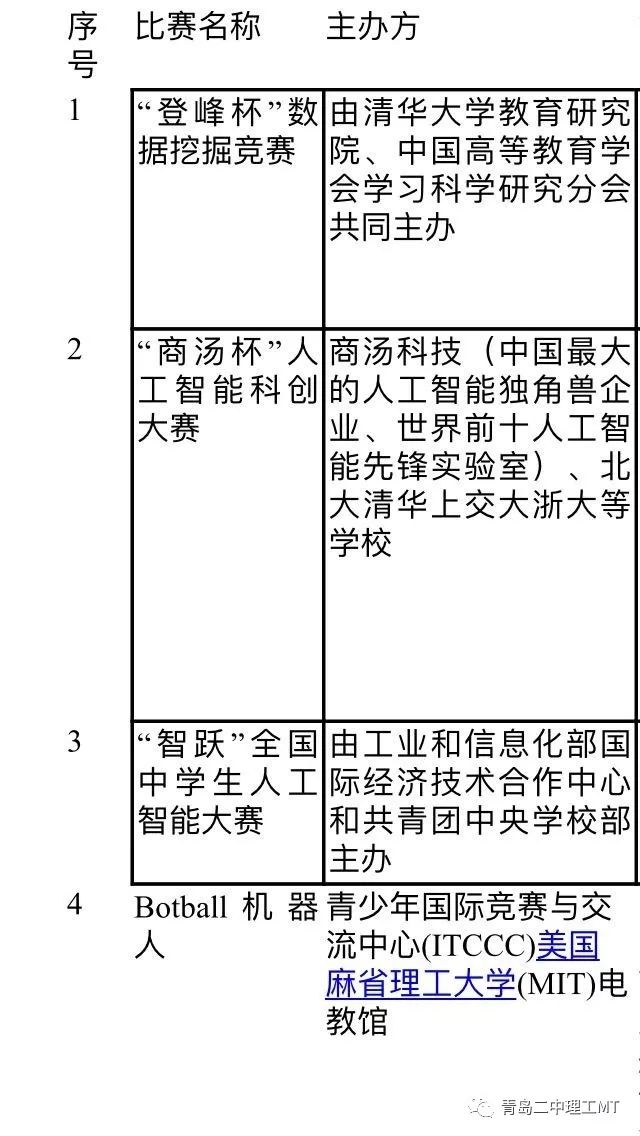 序号 比赛名称 主办方
1 “登峰杯”数据挖掘竞赛 由清华大学教育研究院、中国高等教育学会学习科学研究分会共同主办
2 “商汤杯”人工智能科创大赛 商汤科技（中国最大的人工智能独角兽企业、世界前十人工智能先锋实验室）、北大清华上交大浙大等学校
3 “智跃”全国中学生人工智能大赛 由工业和信息化部国际经济技术合作中心和共青团中央学校部主办
4 Botball 机器人 青少年国际竞赛与交流中心(ITCCC)美国麻省理工大学(MIT)电教馆
青岛二中理工MT